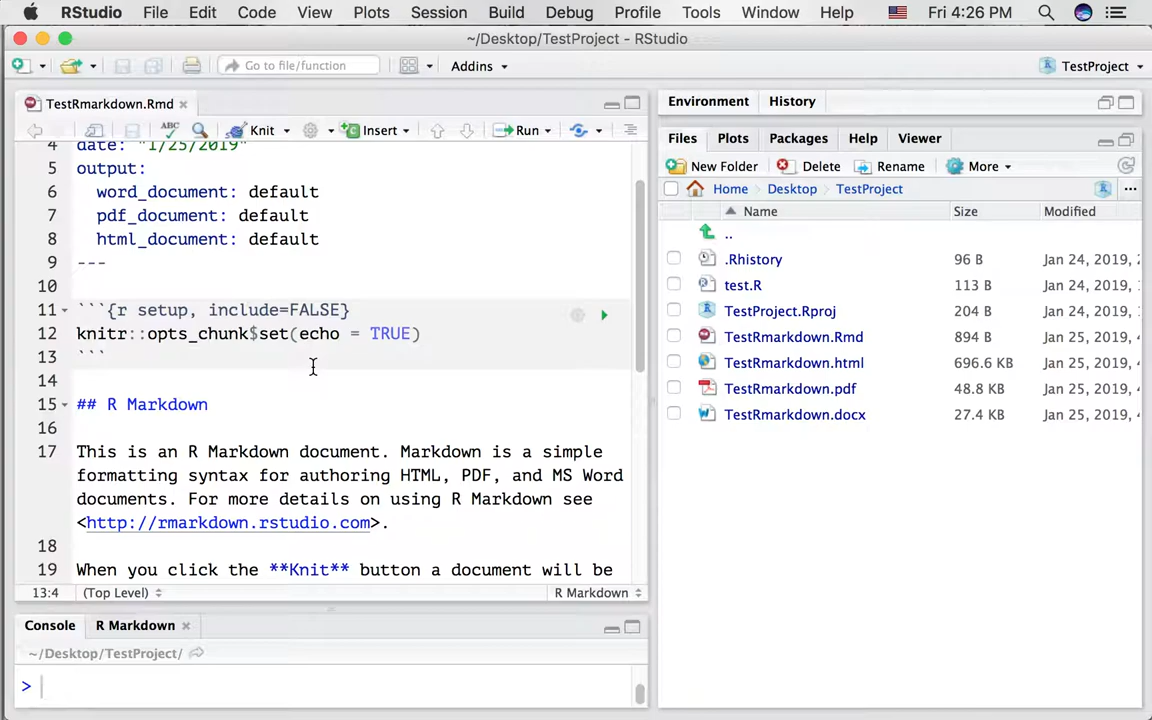 RStudio File Edit Code View Plots Session Build Debug Profile Tools Window Help Fri 4:26 PM
~/Desktop/TestProject - RStudio
Go to file/function Addins TestProject
TestRmarkdown.Rmd
ABC Knit Insert Run
4 date: "1/25/2019"
5 output:
6 word_document: default
7 pdf_document: default
8 html_document: default
9 ---
10
11 ```{r setup, include=FALSE}
12 knitr::opts_chunk$set(echo = TRUE)
13 ```
14
15 ## R Markdown
16
17 This is an R Markdown document. Markdown is a simple
formatting syntax for authoring HTML, PDF, and MS Word
documents. For more details on using R Markdown see
<http://rmarkdown.rstudio.com>.
18
19 When you click the **Knit** button a document will be
13:4 (Top Level) R Markdown
Console R Markdown
~/Desktop/TestProject/
>
Environment History
Files Plots Packages Help Viewer
New Folder Delete Rename More
Home Desktop TestProject ...
Name Size Modified
..
.Rhistory 96 B Jan 24, 2019,
test.R 113 B Jan 24, 2019,
TestProject.Rproj 204 B Jan 24, 2019,
TestRmarkdown.Rmd 894 B Jan 25, 2019,
TestRmarkdown.html 696.6 KB Jan 25, 2019,
TestRmarkdown.pdf 48.8 KB Jan 25, 2019,
TestRmarkdown.docx 27.4 KB Jan 25, 2019,